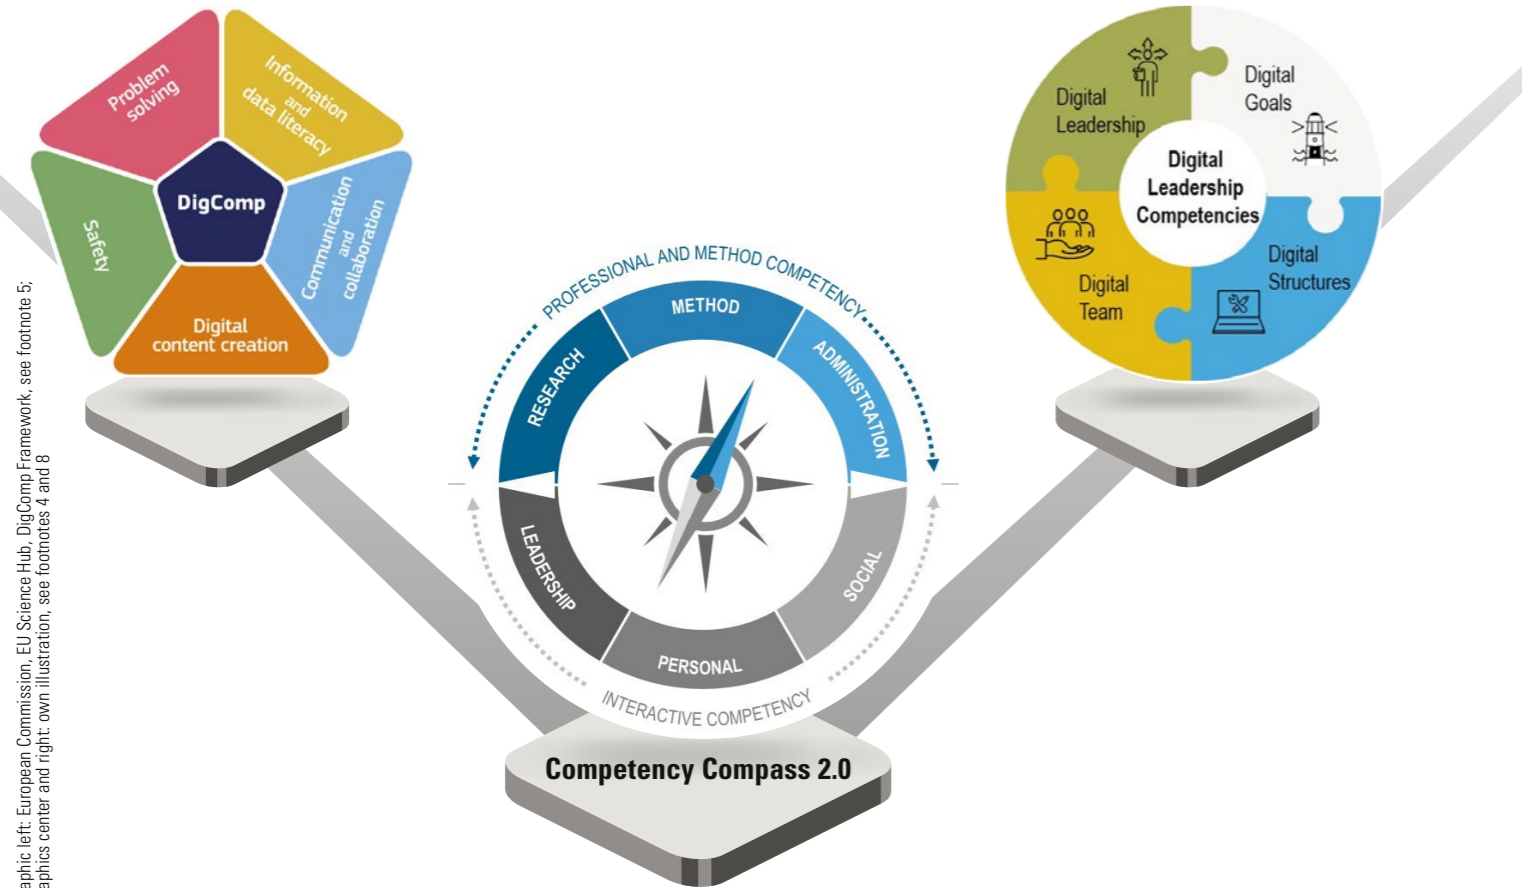 Problem
solving
Information
and
data literacy
DigComp
Safety
Communication
and
collaboration
Digital
content creation
Digital
Leadership
Digital
Goals
Digital
Leadership
Competencies
Digital
Team
Digital
Structures
PROFESSIONAL AND METHOD COMPETENCY
METHOD
RESEARCH
ADMINISTRATION
LEADERSHIP
SOCIAL
PERSONAL
INTERACTIVE COMPETENCY
Competency Compass 2.0
aphic left: European Commission, EU Science Hub, DigComp Framework, see footnote 5;
aphics center and right: own illustration, see footnotes 4 and 8